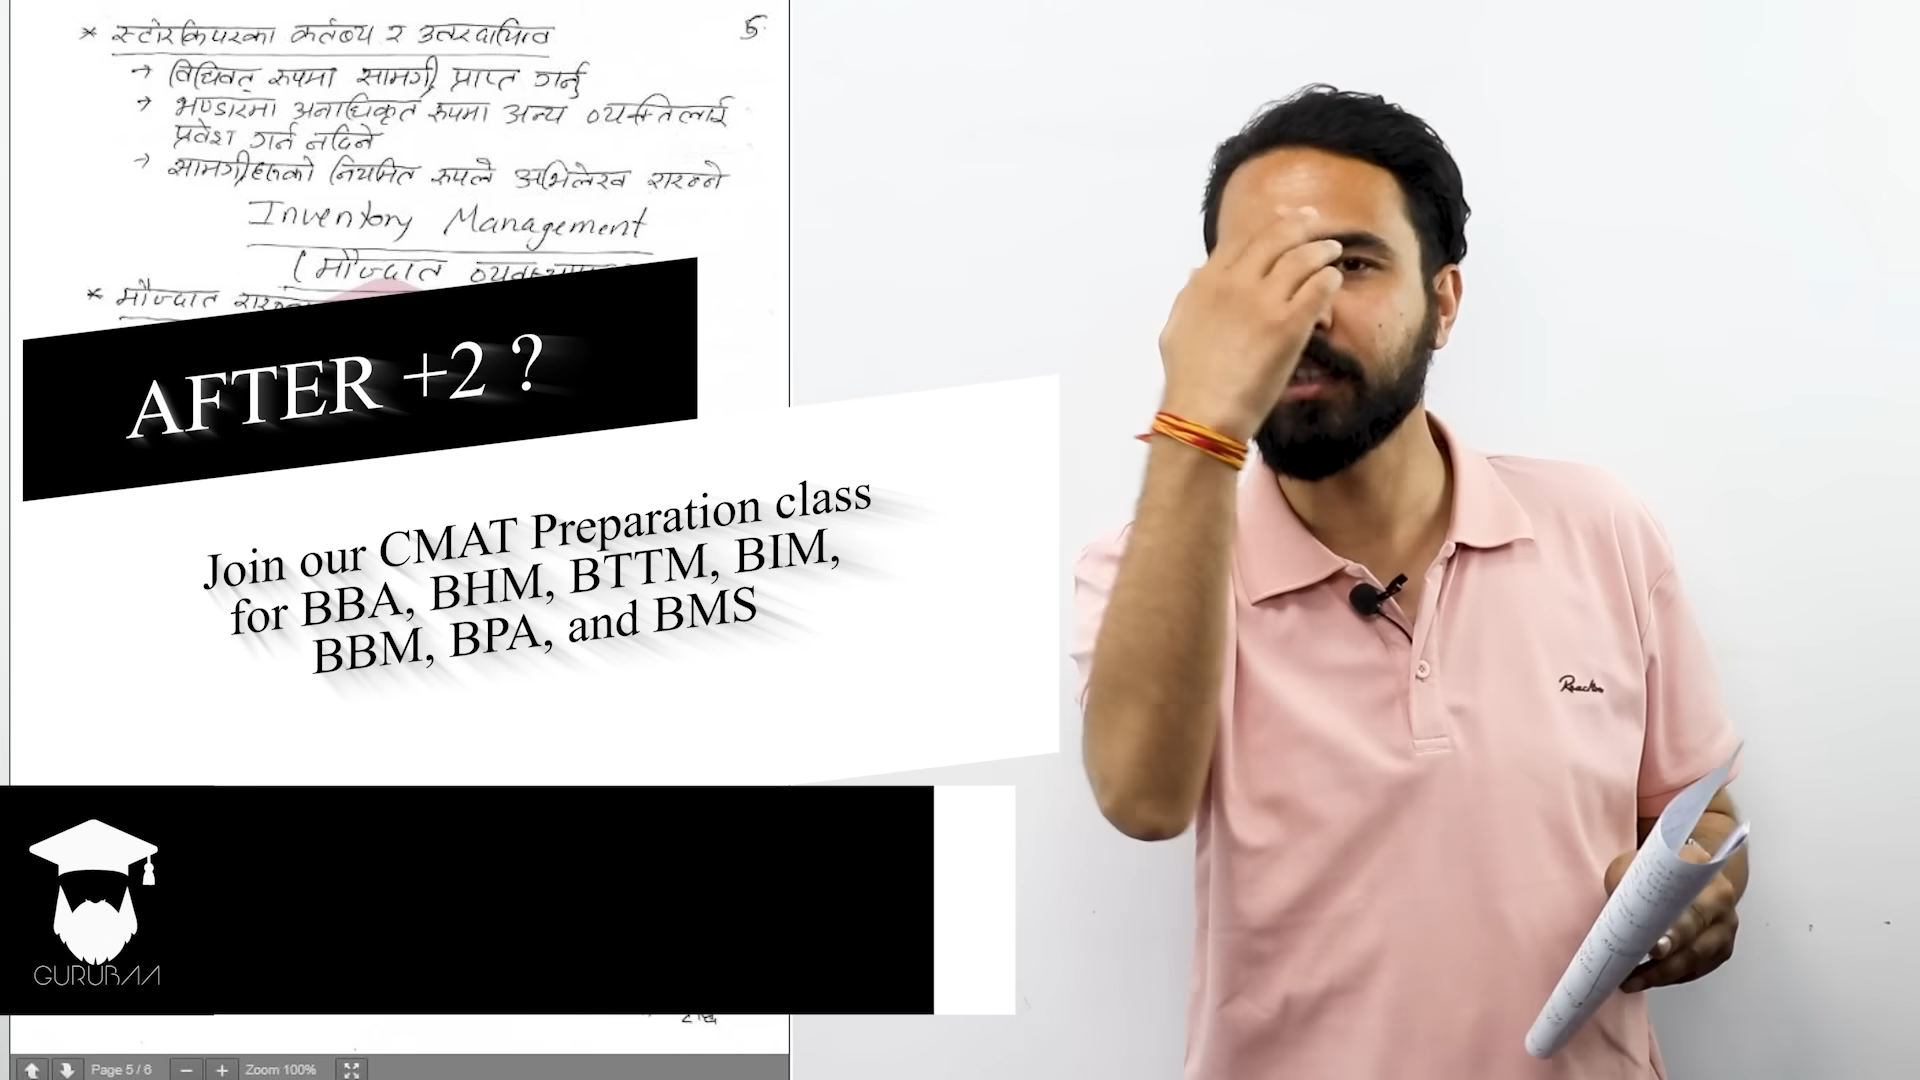 5
* स्टोरकिपरका कर्तव्य र उत्तरदायित्व
→ विधिवत् रुपमा सामग्री प्राप्त गर्नु
→ भण्डारमा अनाधिकृत रुपमा अन्य व्यक्तिलाई
प्रवेश गर्न नदिने
→ सामग्रीहरुको नियमित रुपले अभिलेख राख्ने
Inventory Management
(मौज्दात
* मौज्दात
AFTER +2 ?
Join our CMAT Preparation class
for BBA, BHM, BTTM, BIM,
BBM, BPA, and BMS
GURUBAA
Page 5 / 6
Zoom 100%